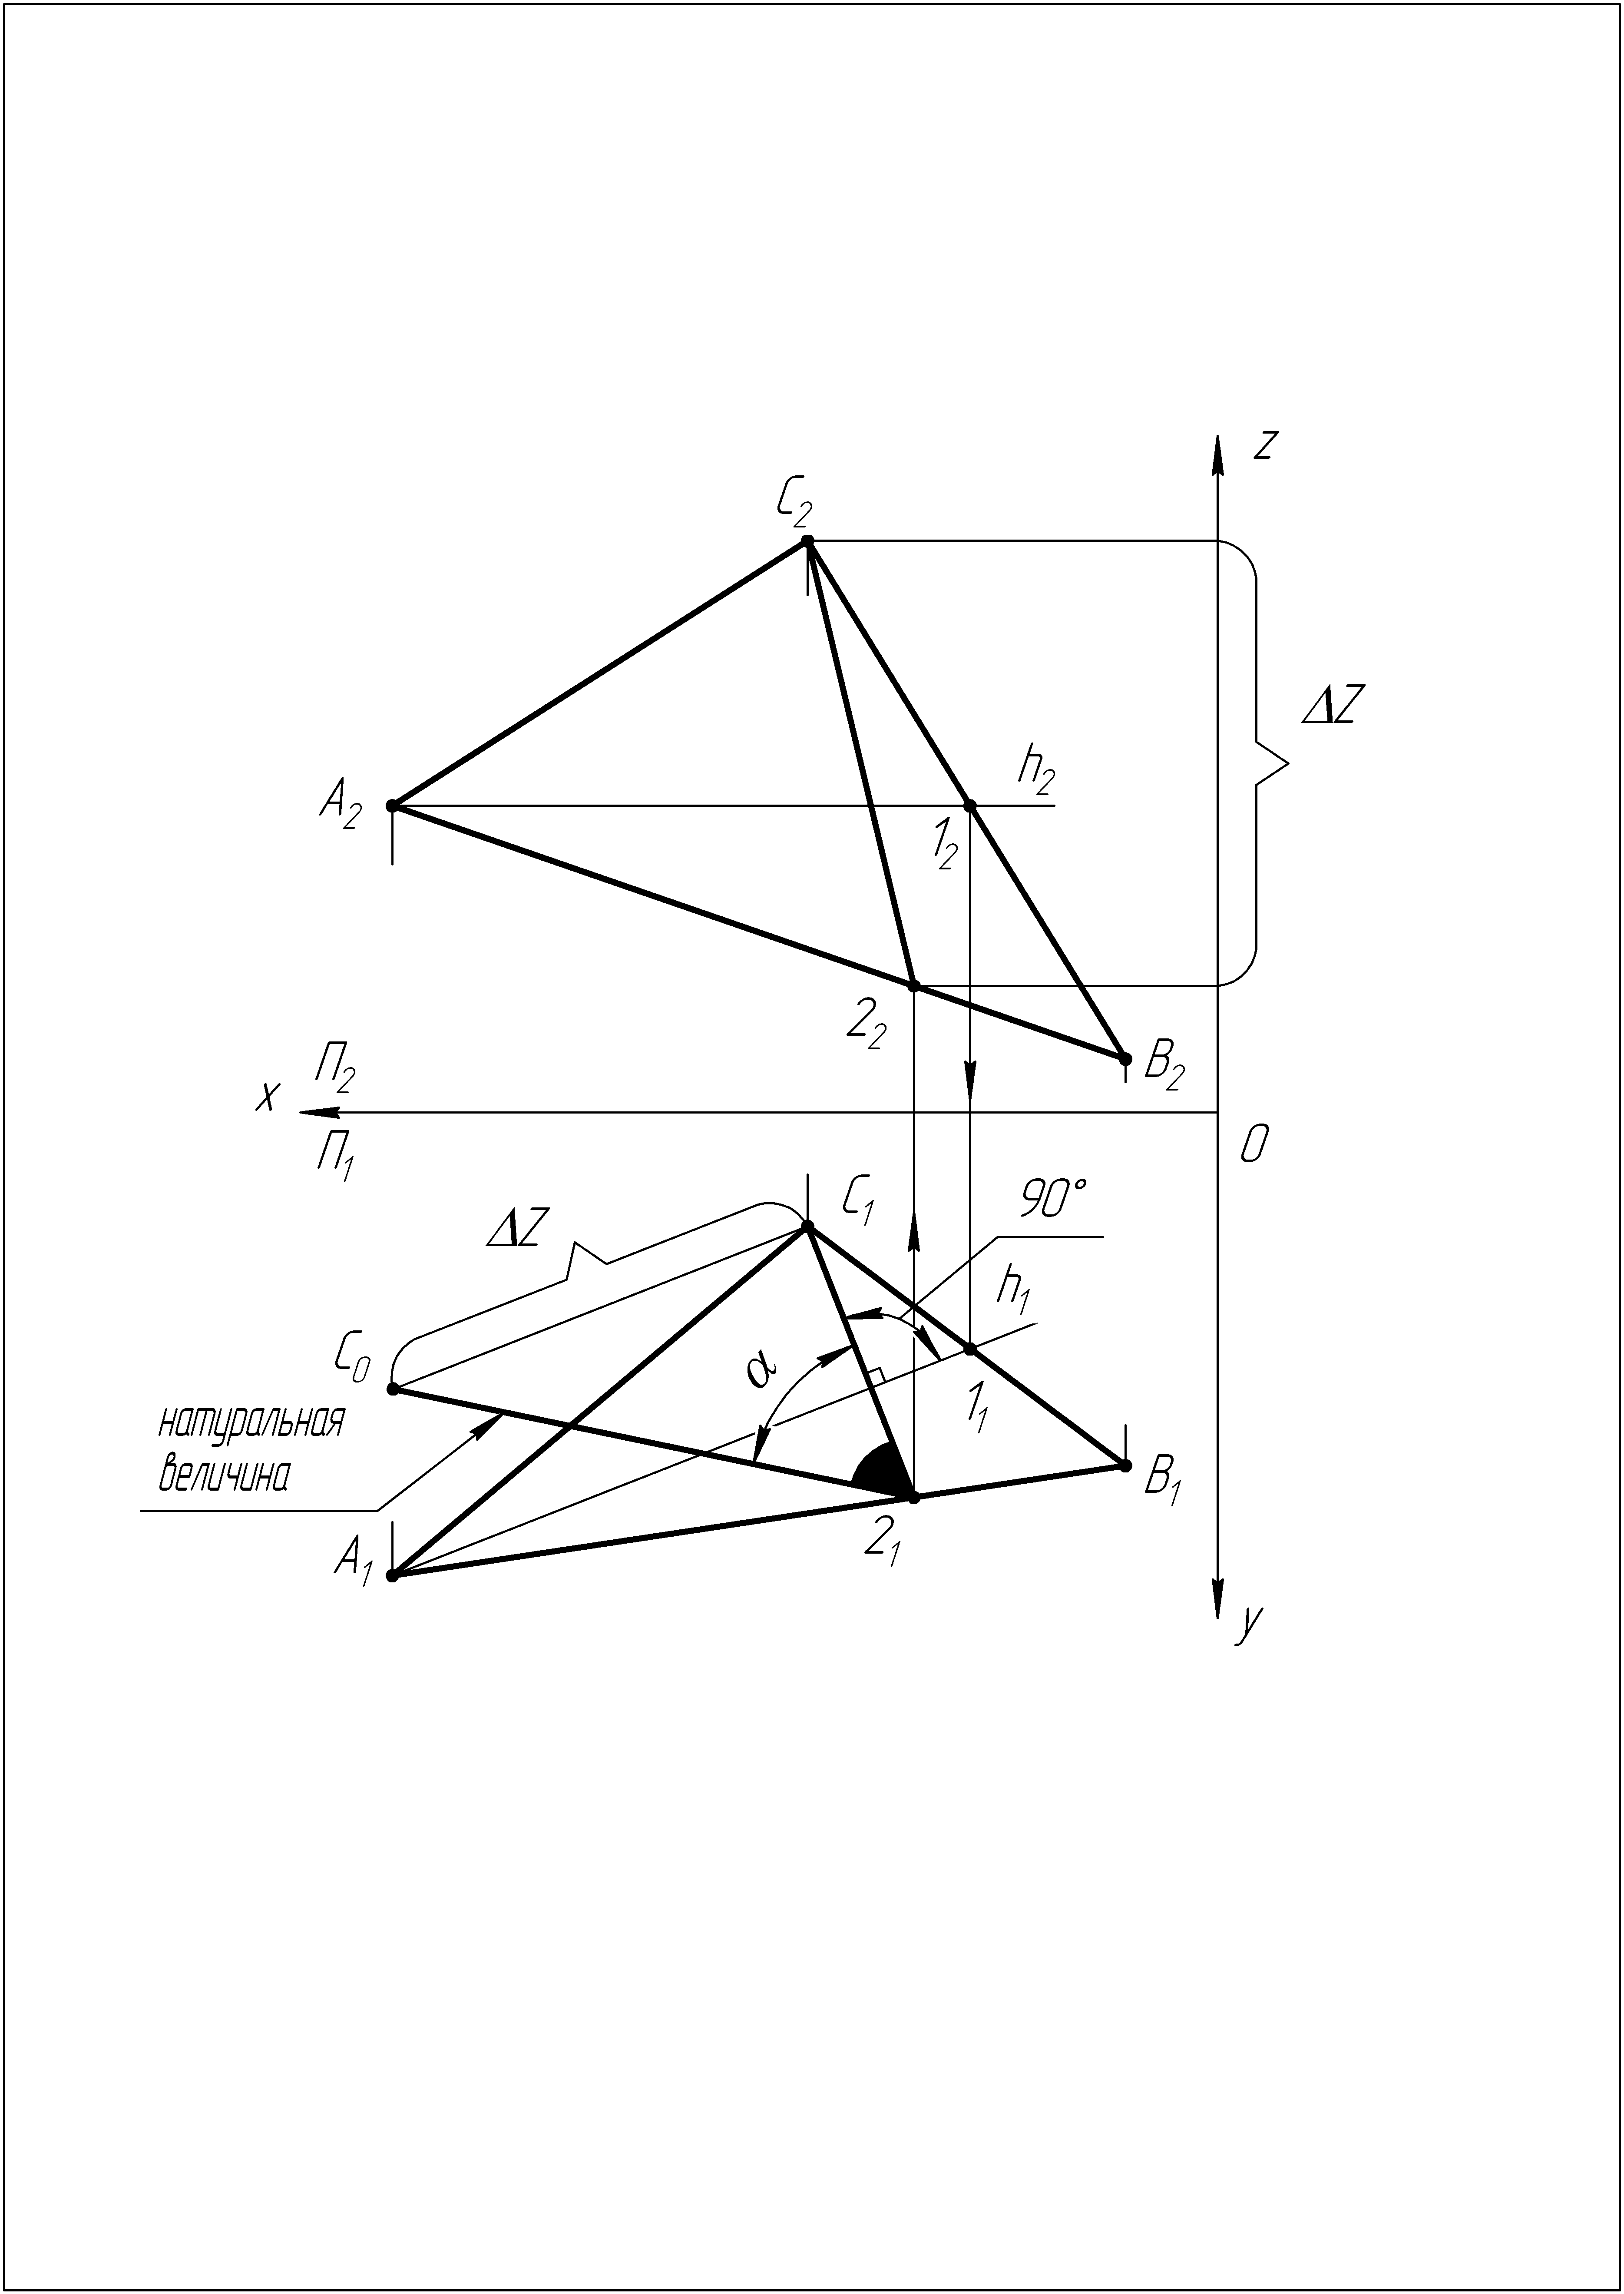 z
C₂
ΔZ
h₂
A₂
1₂
2₂
B₂
П₂
x
П₁
O
C₁
90°
ΔZ
h₁
C₀
α
1₁
натуральная
величина
B₁
2₁
A₁
y